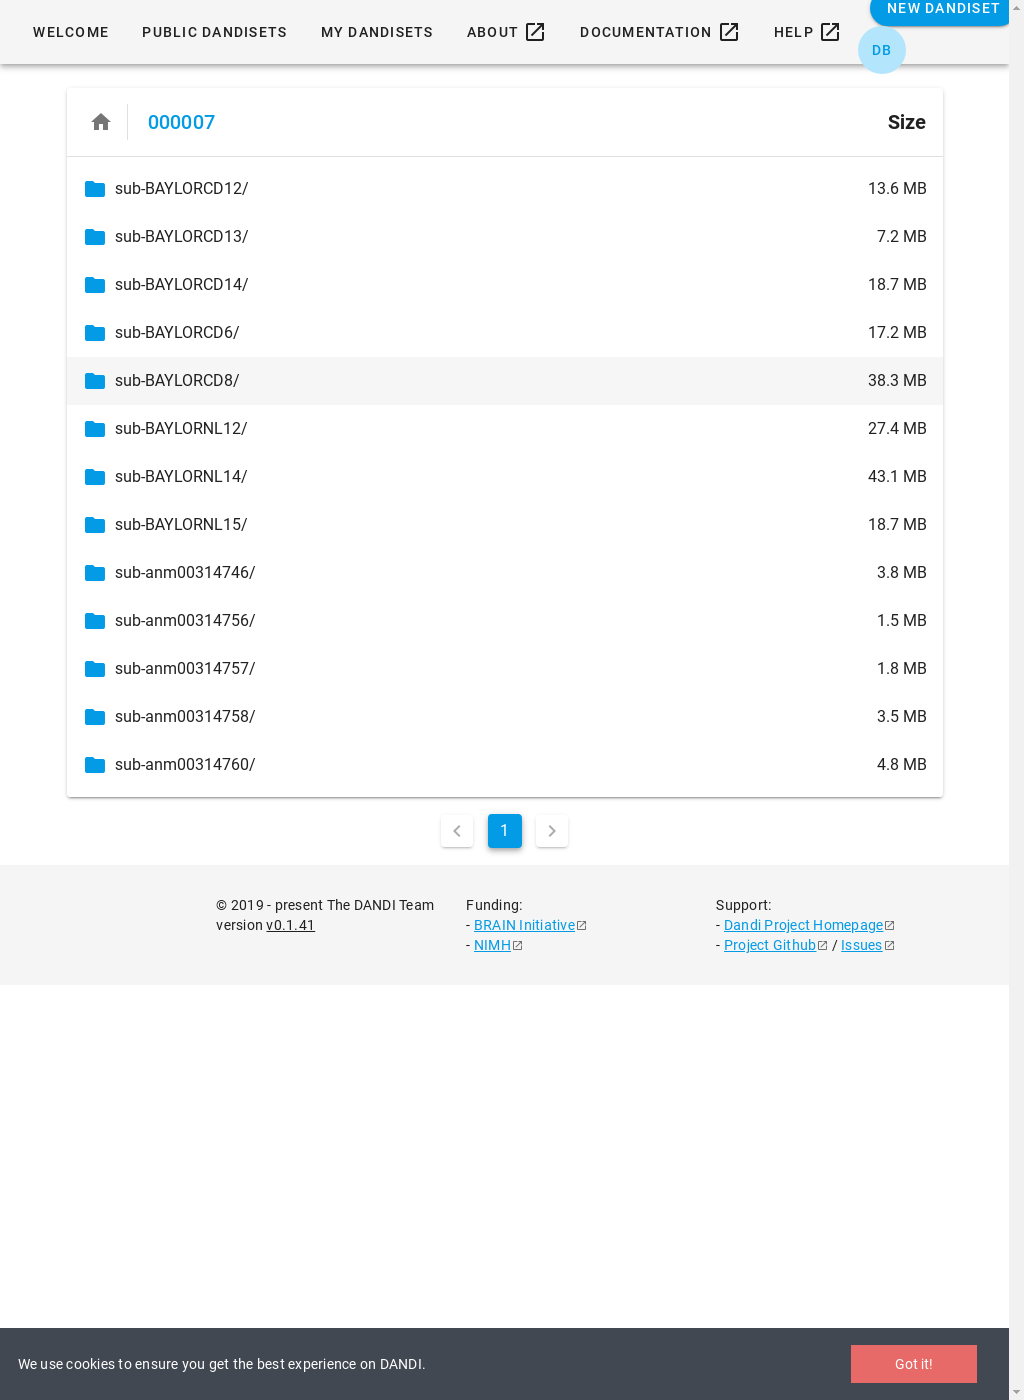 WELCOME PUBLIC DANDISETS MY DANDISETS ABOUT DOCUMENTATION HELP NEW DANDISET
DB
000007 Size
sub-BAYLORCD12/ 13.6 MB
sub-BAYLORCD13/ 7.2 MB
sub-BAYLORCD14/ 18.7 MB
sub-BAYLORCD6/ 17.2 MB
sub-BAYLORCD8/ 38.3 MB
sub-BAYLORNL12/ 27.4 MB
sub-BAYLORNL14/ 43.1 MB
sub-BAYLORNL15/ 18.7 MB
sub-anm00314746/ 3.8 MB
sub-anm00314756/ 1.5 MB
sub-anm00314757/ 1.8 MB
sub-anm00314758/ 3.5 MB
sub-anm00314760/ 4.8 MB
1
© 2019 - present The DANDI Team
version v0.1.41
Funding:
- BRAIN Initiative
- NIMH
Support:
- Dandi Project Homepage
- Project Github / Issues
We use cookies to ensure you get the best experience on DANDI. Got it!